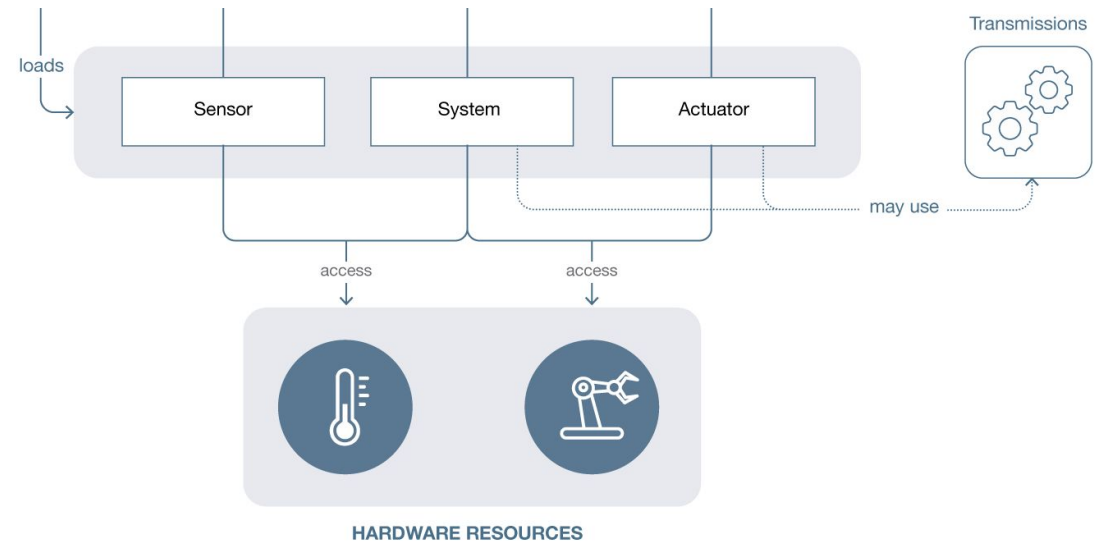 Transmissions
loads
Sensor
System
Actuator
may use
access
access
HARDWARE RESOURCES